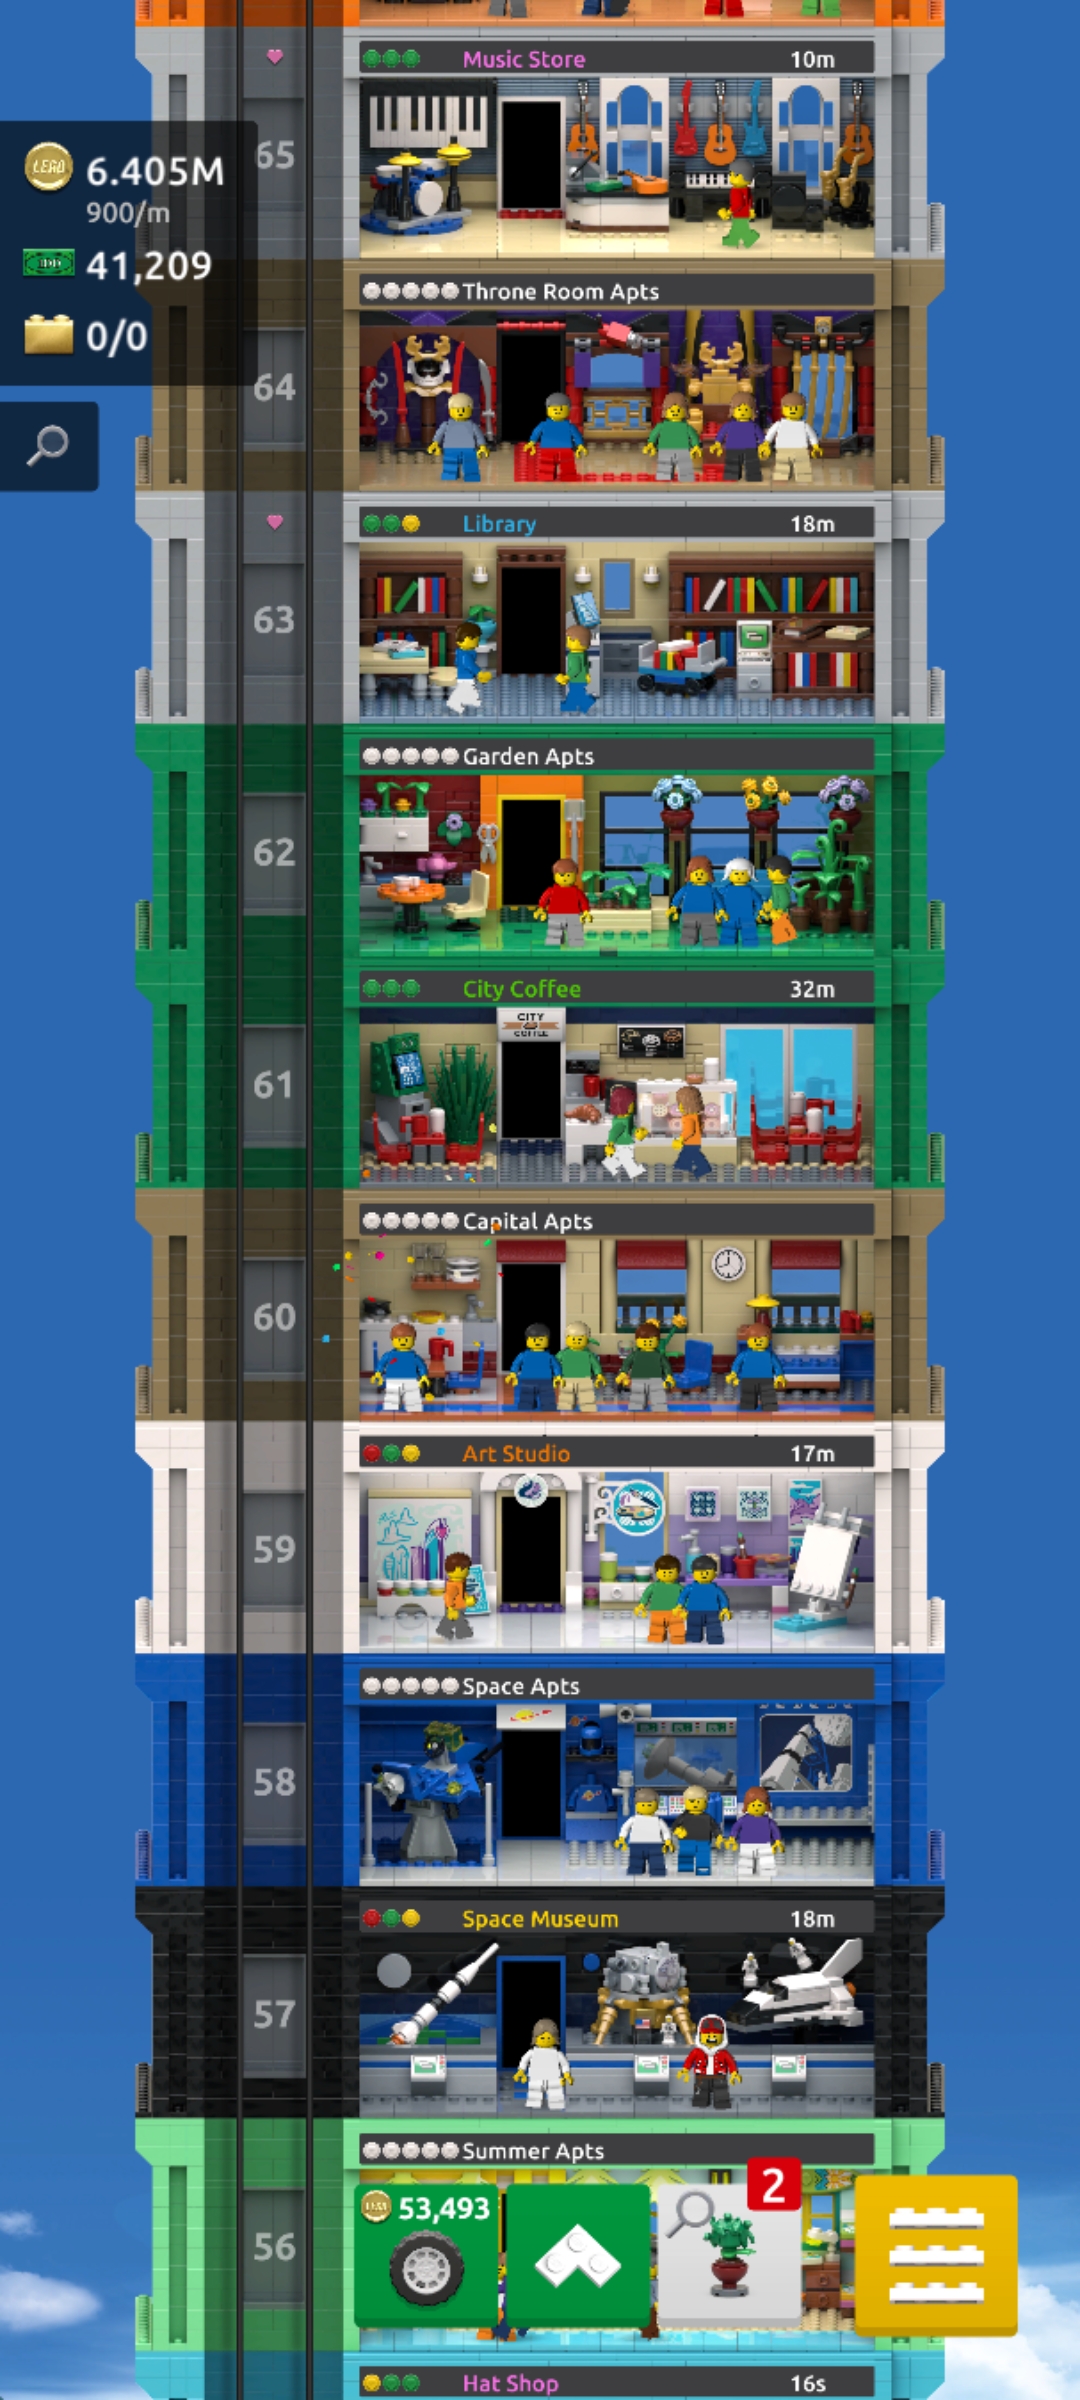 Music Store 10m
65
LEGO 6.405M
900/m
41,209
0/0
Throne Room Apts
64
Library 18m
63
Garden Apts
62
City Coffee 32m
CITY
COFFEE
61
Capital Apts
60
Art Studio 17m
59
Space Apts
58
Space Museum 18m
57
Summer Apts
2
53,493
56
Hat Shop 16s